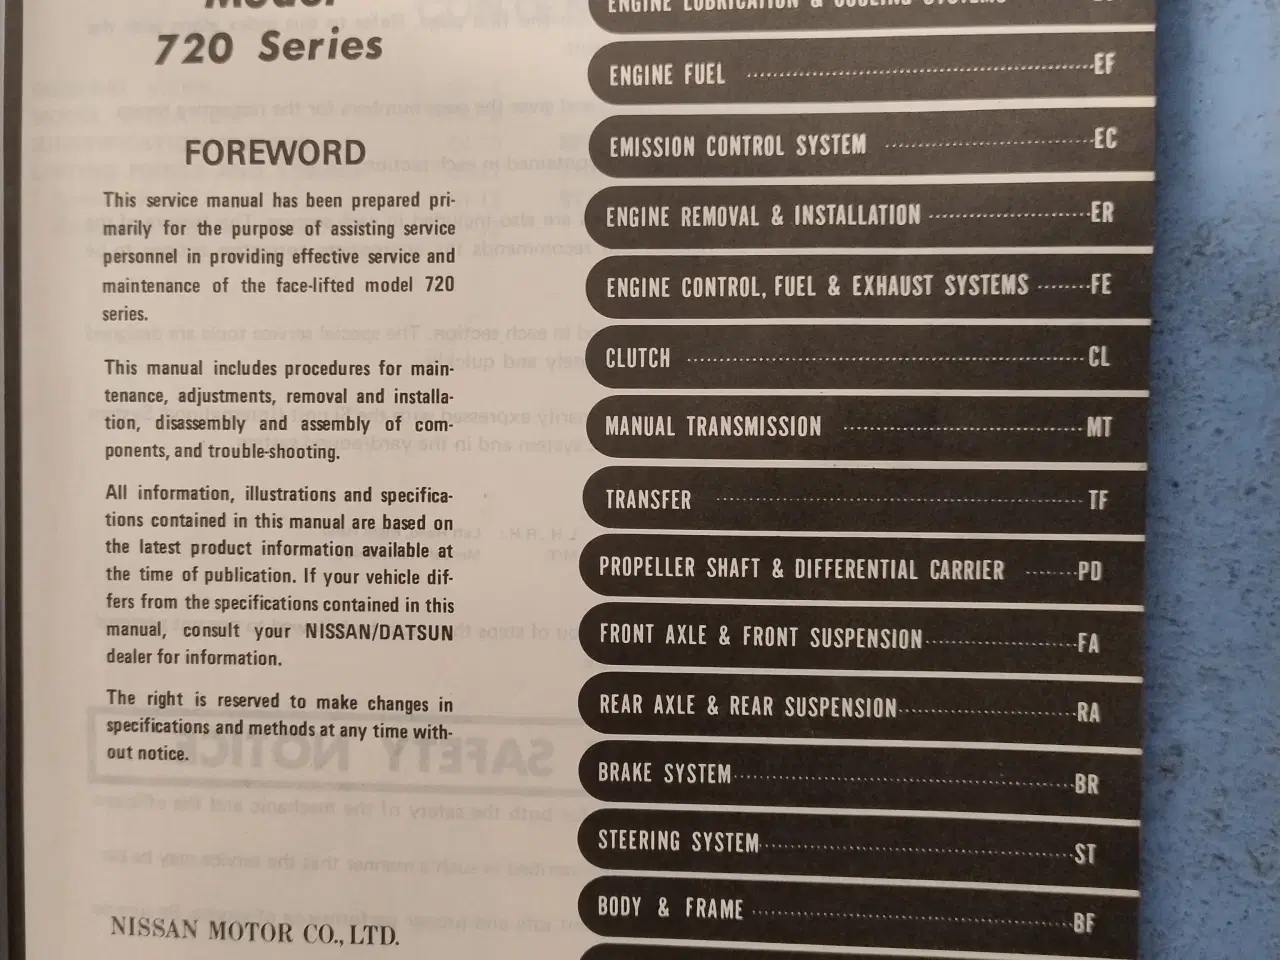 Model
720 Series
FOREWORD
This service manual has been prepared pri-
marily for the purpose of assisting service
personnel in providing effective service and
maintenance of the face-lifted model 720
series.
This manual includes procedures for main-
tenance, adjustments, removal and installa-
tion, disassembly and assembly of com-
ponents, and trouble-shooting.
All information, illustrations and specifica-
tions contained in this manual are based on
the latest product information available at
the time of publication. If your vehicle dif-
fers from the specifications contained in this
manual, consult your NISSAN/DATSUN
dealer for information.
The right is reserved to make changes in
specifications and methods at any time with-
out notice.
NISSAN MOTOR CO., LTD.
ENGINE LUBRICATION & COOLING SYSTEMS
ENGINE FUEL EF
EMISSION CONTROL SYSTEM EC
ENGINE REMOVAL & INSTALLATION ER
ENGINE CONTROL, FUEL & EXHAUST SYSTEMS FE
CLUTCH CL
MANUAL TRANSMISSION MT
TRANSFER TF
PROPELLER SHAFT & DIFFERENTIAL CARRIER PD
FRONT AXLE & FRONT SUSPENSION FA
REAR AXLE & REAR SUSPENSION RA
BRAKE SYSTEM BR
STEERING SYSTEM ST
BODY & FRAME BF